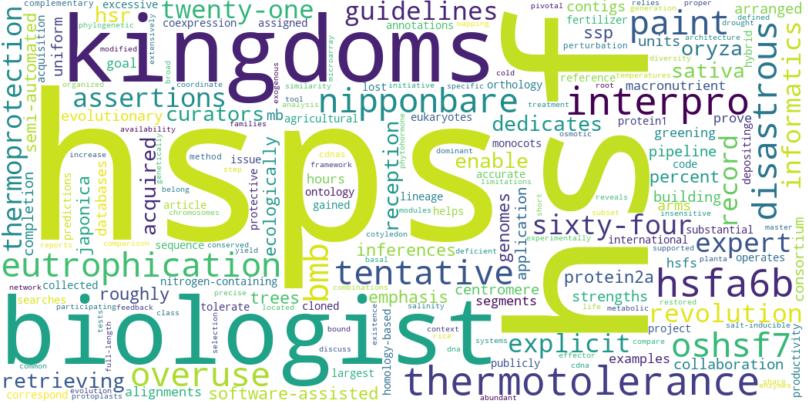 hsr
twenty-one
excessive
coexpression
assigned
complementary
phylogenetic
architecture
acquisition
uniform
kingdoms
guidelines
annotations
mapping
modified
pivotal
relies
generation
proper
contigs
fertilizer
broad
extensively
paint
arranged
defined
drought
hybrid
toql
method
ssp
units
perturbation
oryza
macronutrient
sativa
reference
diversity
temperatures
informatics
semi-automated
goal
assertions
evolutionary
curators
mb
lost
initiative
specific
cold
root
agricultural
similarity
microarray
organized
coordinate
exogenous
analysis
orthology
treatment
nipponbare
interpro
disastrous
thermoprotection
completion
predictions
databases
japonica
increase
acquired
cdnas
genetically
availability
families
issue
hours
framework
eukaryotes
dominant
step
limitations
reception
dedicates
enable
phytohormone
monocots
accurate
protein1
osmotic
prove
greening
pipeline
code
depositing
record
percent
building
international
arms
insensitive
operates
hsps
hsfs
ecologically
protective
article
chromosomes
ontology
gained
lineage
belong
helps
modules
conserved
yield
basal
reveals
comparison
sequence
subset
short
reports
eutrophication
bmb
inferences
tentative
genomes
application
sixty-four
substantial
expert
collaboration
consortium
searches
nitrogen-containing
roughly
trees
cloned
tolerate
emphasis
centromere
segments
protein2a
strengths
hsfa6b
supported
master
experimentally
planta
restored
life
metabolic
revolution
biologist
collected
located
cotyledon
deficient
combinations
homology-based
explicit
examples
project
oshsf7
salt-inducible
context
compare
network
feedback
precise
participating
tests
bound
salinity
existence
discuss
rice
selection
class
full-length
common
evolution
protoplasts
overuse
correspond
alignments
largest
software-assisted
thermotolerance
dna
systems
effector
cdna
share
enzymes
abundant
publicly
productivity
hsf